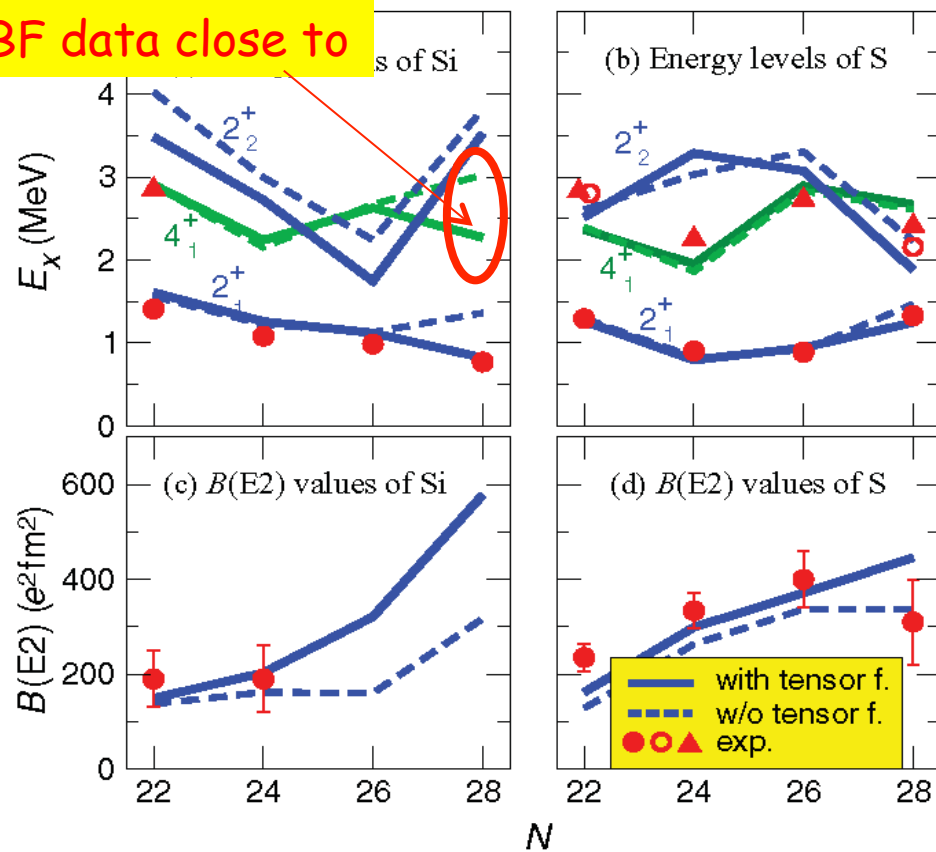 BF data close to
s of Si
(b) Energy levels of S
E_x (MeV)
4
3
2
1
0
2⁺₂
4⁺₁
2⁺₁
2⁺₂
4⁺₁
2⁺₁
(c) B(E2) values of Si
(d) B(E2) values of S
B(E2) (e²fm²)
600
400
200
0
with tensor f.
w/o tensor f.
exp.
22 24 26 28
22 24 26 28
N